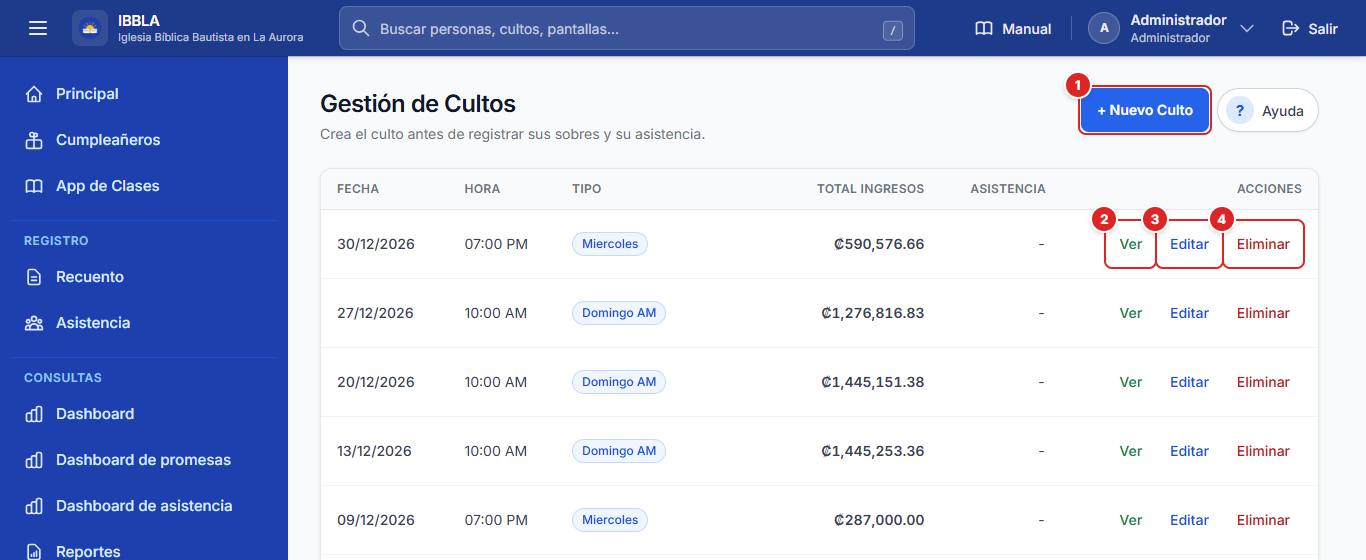 IBBLA
Iglesia Bíblica Bautista en La Aurora
Buscar personas, cultos, pantallas...
/
Manual
A
Administrador
Administrador
Salir
Principal
Cumpleañeros
App de Clases
REGISTRO
Recuento
Asistencia
CONSULTAS
Dashboard
Dashboard de promesas
Dashboard de asistencia
Reportes
Gestión de Cultos
Crea el culto antes de registrar sus sobres y su asistencia.
1
+ Nuevo Culto
? Ayuda
FECHA HORA TIPO TOTAL INGRESOS ASISTENCIA ACCIONES
2 3 4
30/12/2026 07:00 PM Miercoles ₡590,576.66 - Ver Editar Eliminar
27/12/2026 10:00 AM Domingo AM ₡1,276,816.83 - Ver Editar Eliminar
20/12/2026 10:00 AM Domingo AM ₡1,445,151.38 - Ver Editar Eliminar
13/12/2026 10:00 AM Domingo AM ₡1,445,253.36 - Ver Editar Eliminar
09/12/2026 07:00 PM Miercoles ₡287,000.00 - Ver Editar Eliminar